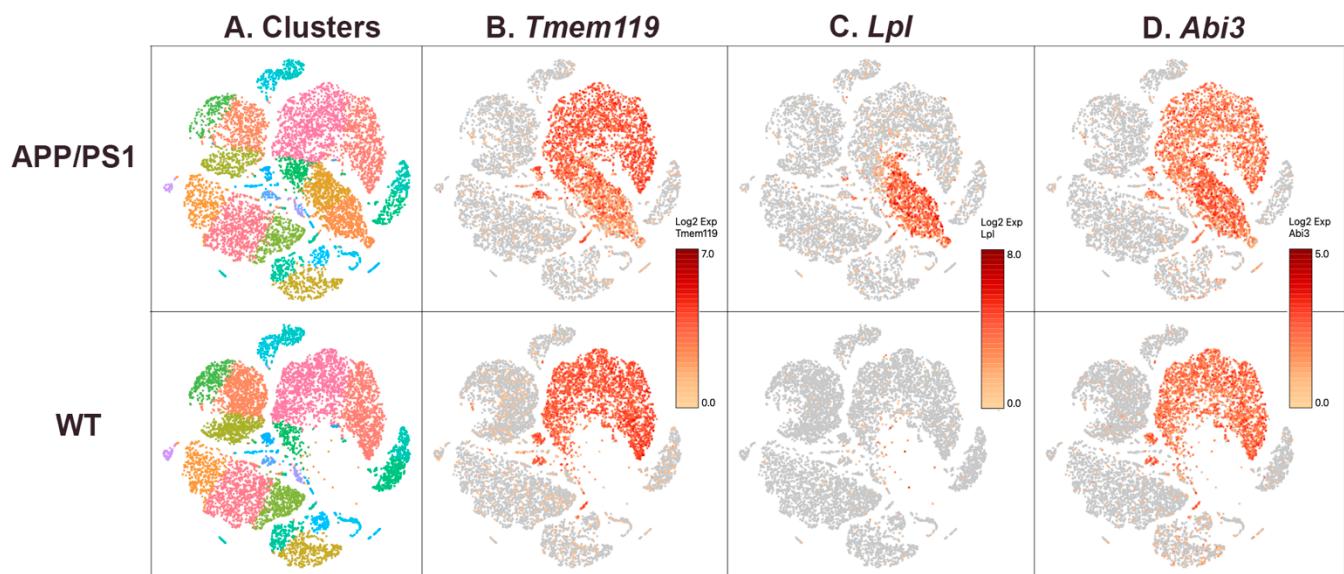 A. Clusters
B. Tmem119
C. Lpl
D. Abi3
APP/PS1
Log2 Exp
Tmem119
7.0
0.0
Log2 Exp
Lpl
8.0
0.0
Log2 Exp
Abi3
5.0
0.0
WT